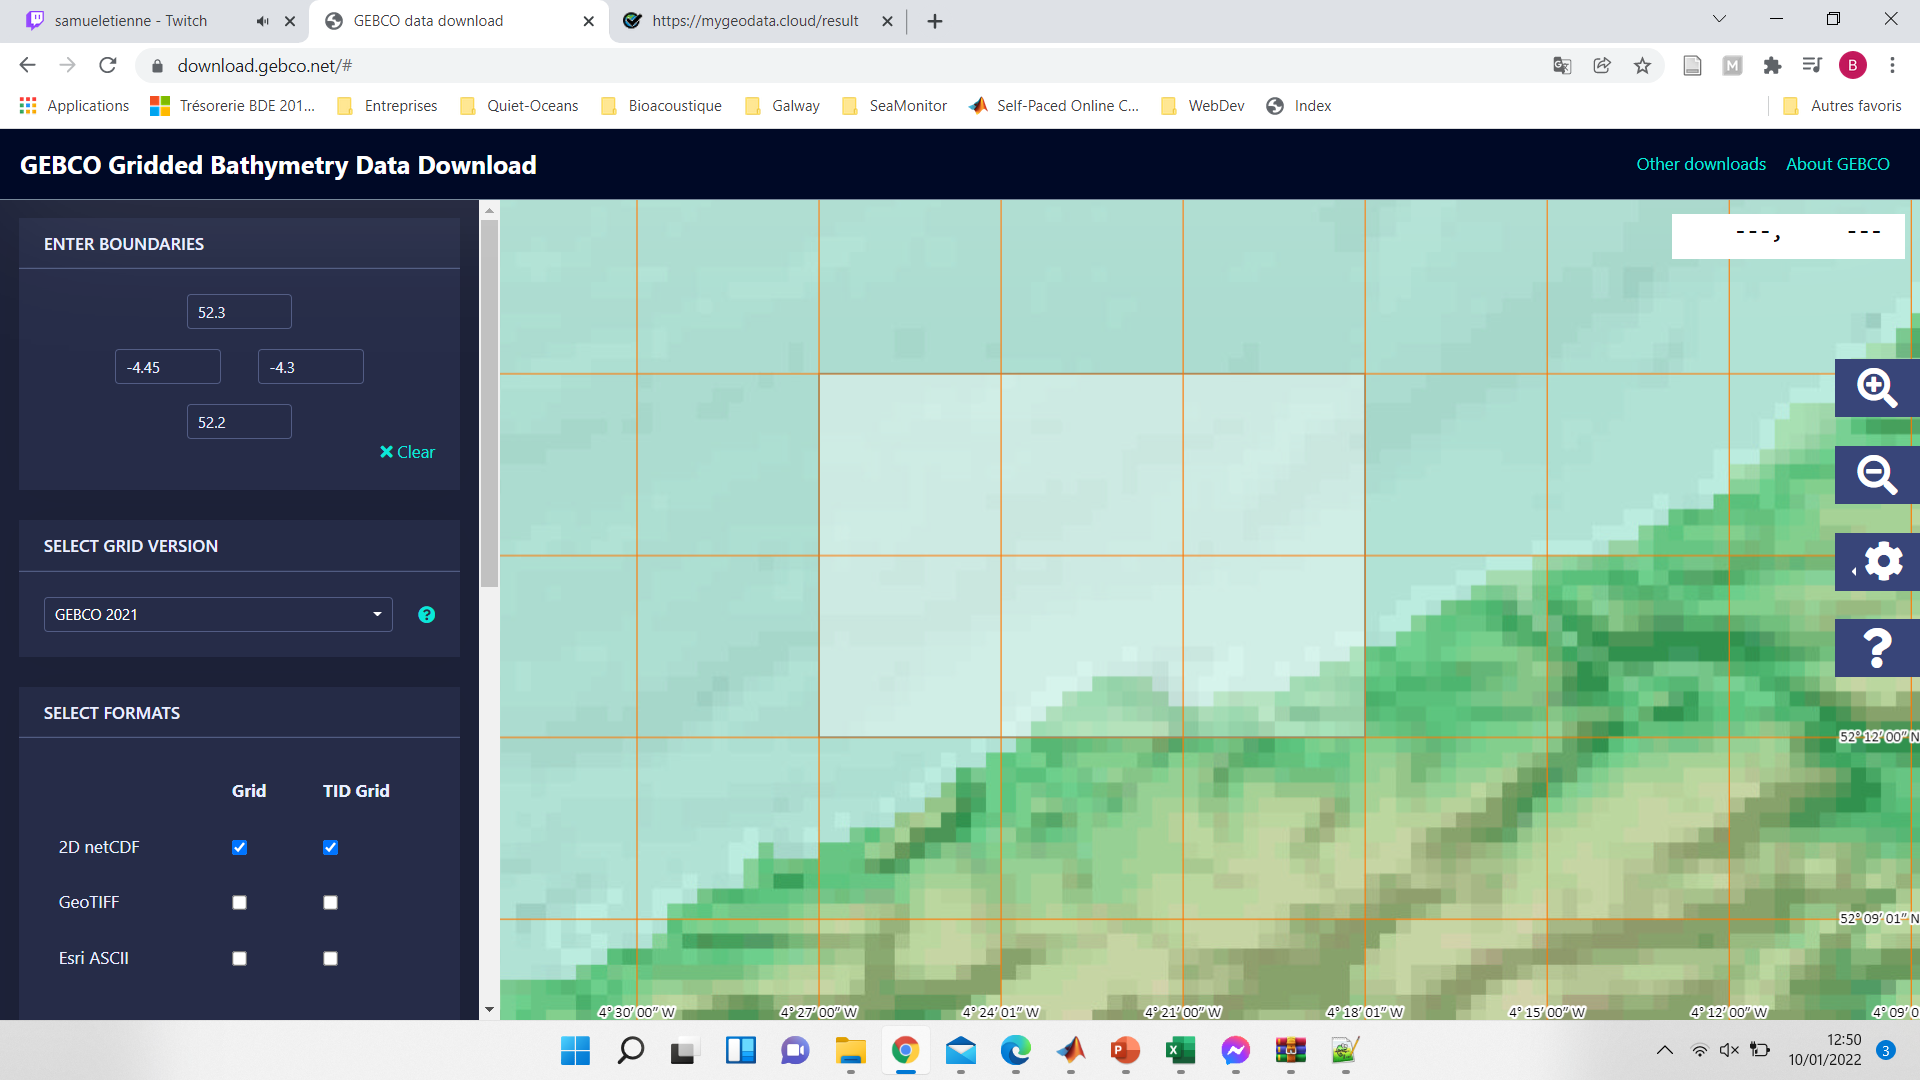 samueletienne - Twitch
GEBCO data download
https://mygeodata.cloud/result
download.gebco.net/#
B
Applications
Trésorerie BDE 201...
Entreprises
Quiet-Oceans
Bioacoustique
Galway
SeaMonitor
Self-Paced Online C...
WebDev
Index
Autres favoris
GEBCO Gridded Bathymetry Data Download
Other downloads
About GEBCO
ENTER BOUNDARIES
52.3
-4.45
-4.3
52.2
Clear
SELECT GRID VERSION
GEBCO 2021
SELECT FORMATS
Grid
TID Grid
2D netCDF
GeoTIFF
Esri ASCII
---, ---
52° 12′ 00″ N
52° 09′ 01″ N
4° 30′ 00″ W
4° 27′ 00″ W
4° 24′ 01″ W
4° 21′ 00″ W
4° 18′ 01″ W
4° 15′ 00″ W
4° 12′ 00″ W
4° 09′ 0
12:50
10/01/2022
3